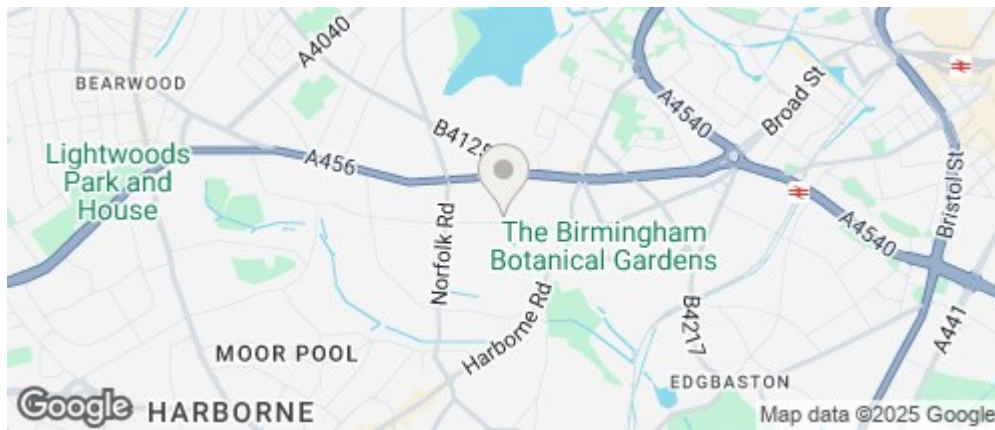 A4040
BEARWOOD
Broad St
A4540
B4125
Lightwoods
Park and
House
A456
Bristol St
Norfolk Rd
The Birmingham
Botanical Gardens
A4540
Harborne Rd
B4217
A441
MOOR POOL
EDGBASTON
Google
HARBORNE
Map data ©2025 Google